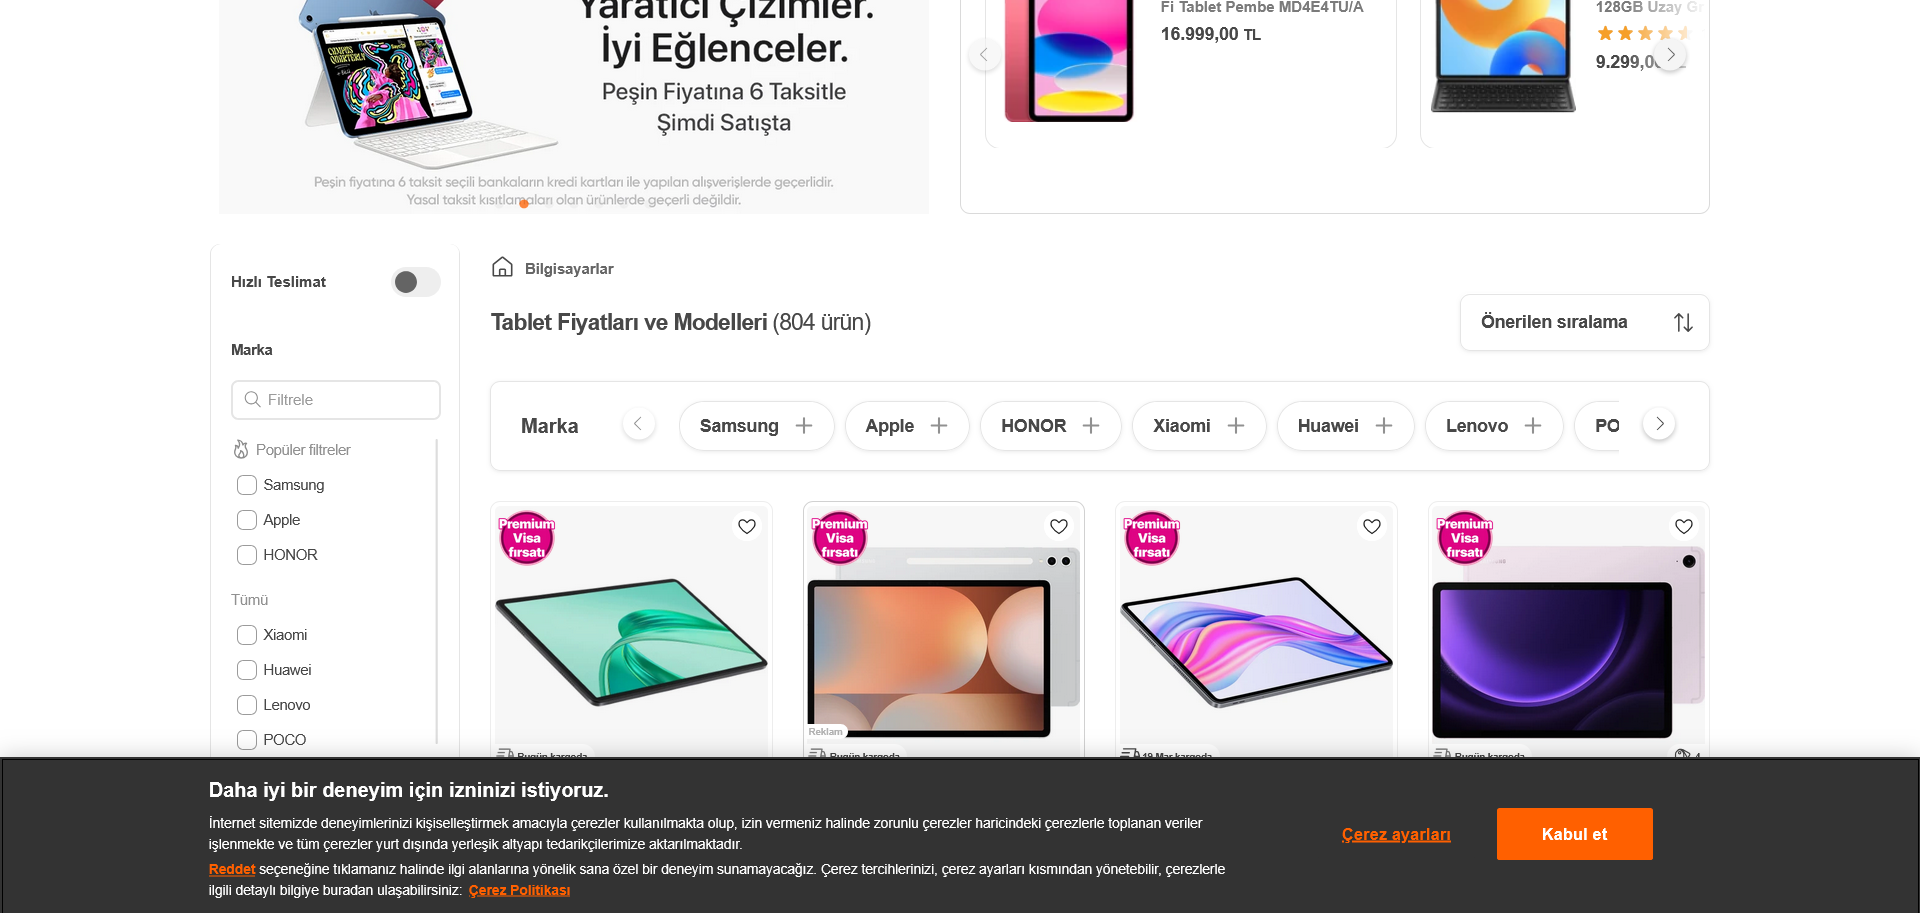 Yaratıcı Çizimler.
İyi Eğlenceler.
Peşin Fiyatına 6 Taksitle
Şimdi Satışta
Peşin fiyatına 6 taksit seçili bankaların kredi kartları ile yapılan alışverişlerde geçerlidir.
Yasal taksit kısıtlamaları olan ürünlerde geçerli değildir.
Fi Tablet Pembe MD4E4TU/A
16.999,00 TL
128GB Uzay Gr
9.299,0
Hızlı Teslimat
Marka
Filtrele
Popüler filtreler
Samsung
Apple
HONOR
Tümü
Xiaomi
Huawei
Lenovo
POCO
Bilgisayarlar
Tablet Fiyatları ve Modelleri (804 ürün)
Önerilen sıralama
Marka
Samsung
Apple
HONOR
Xiaomi
Huawei
Lenovo
PO
Premium
Visa
fırsatı
Premium
Visa
fırsatı
Reklam
Premium
Visa
fırsatı
Premium
Visa
fırsatı
Bugün kargoda
Bugün kargoda
19 Mar kargoda
Bugün kargoda
4
Daha iyi bir deneyim için izninizi istiyoruz.
İnternet sitemizde deneyimlerinizi kişiselleştirmek amacıyla çerezler kullanılmakta olup, izin vermeniz halinde zorunlu çerezler haricindeki çerezlerle toplanan veriler
işlenmekte ve tüm çerezler yurt dışında yerleşik altyapı tedarikçilerimize aktarılmaktadır.
Reddet seçeneğine tıklamanız halinde ilgi alanlarına yönelik sana özel bir deneyim sunamayacağız. Çerez tercihlerinizi, çerez ayarları kısmından yönetebilir, çerezlerle
ilgili detaylı bilgiye buradan ulaşabilirsiniz: Çerez Politikası
Çerez ayarları
Kabul et